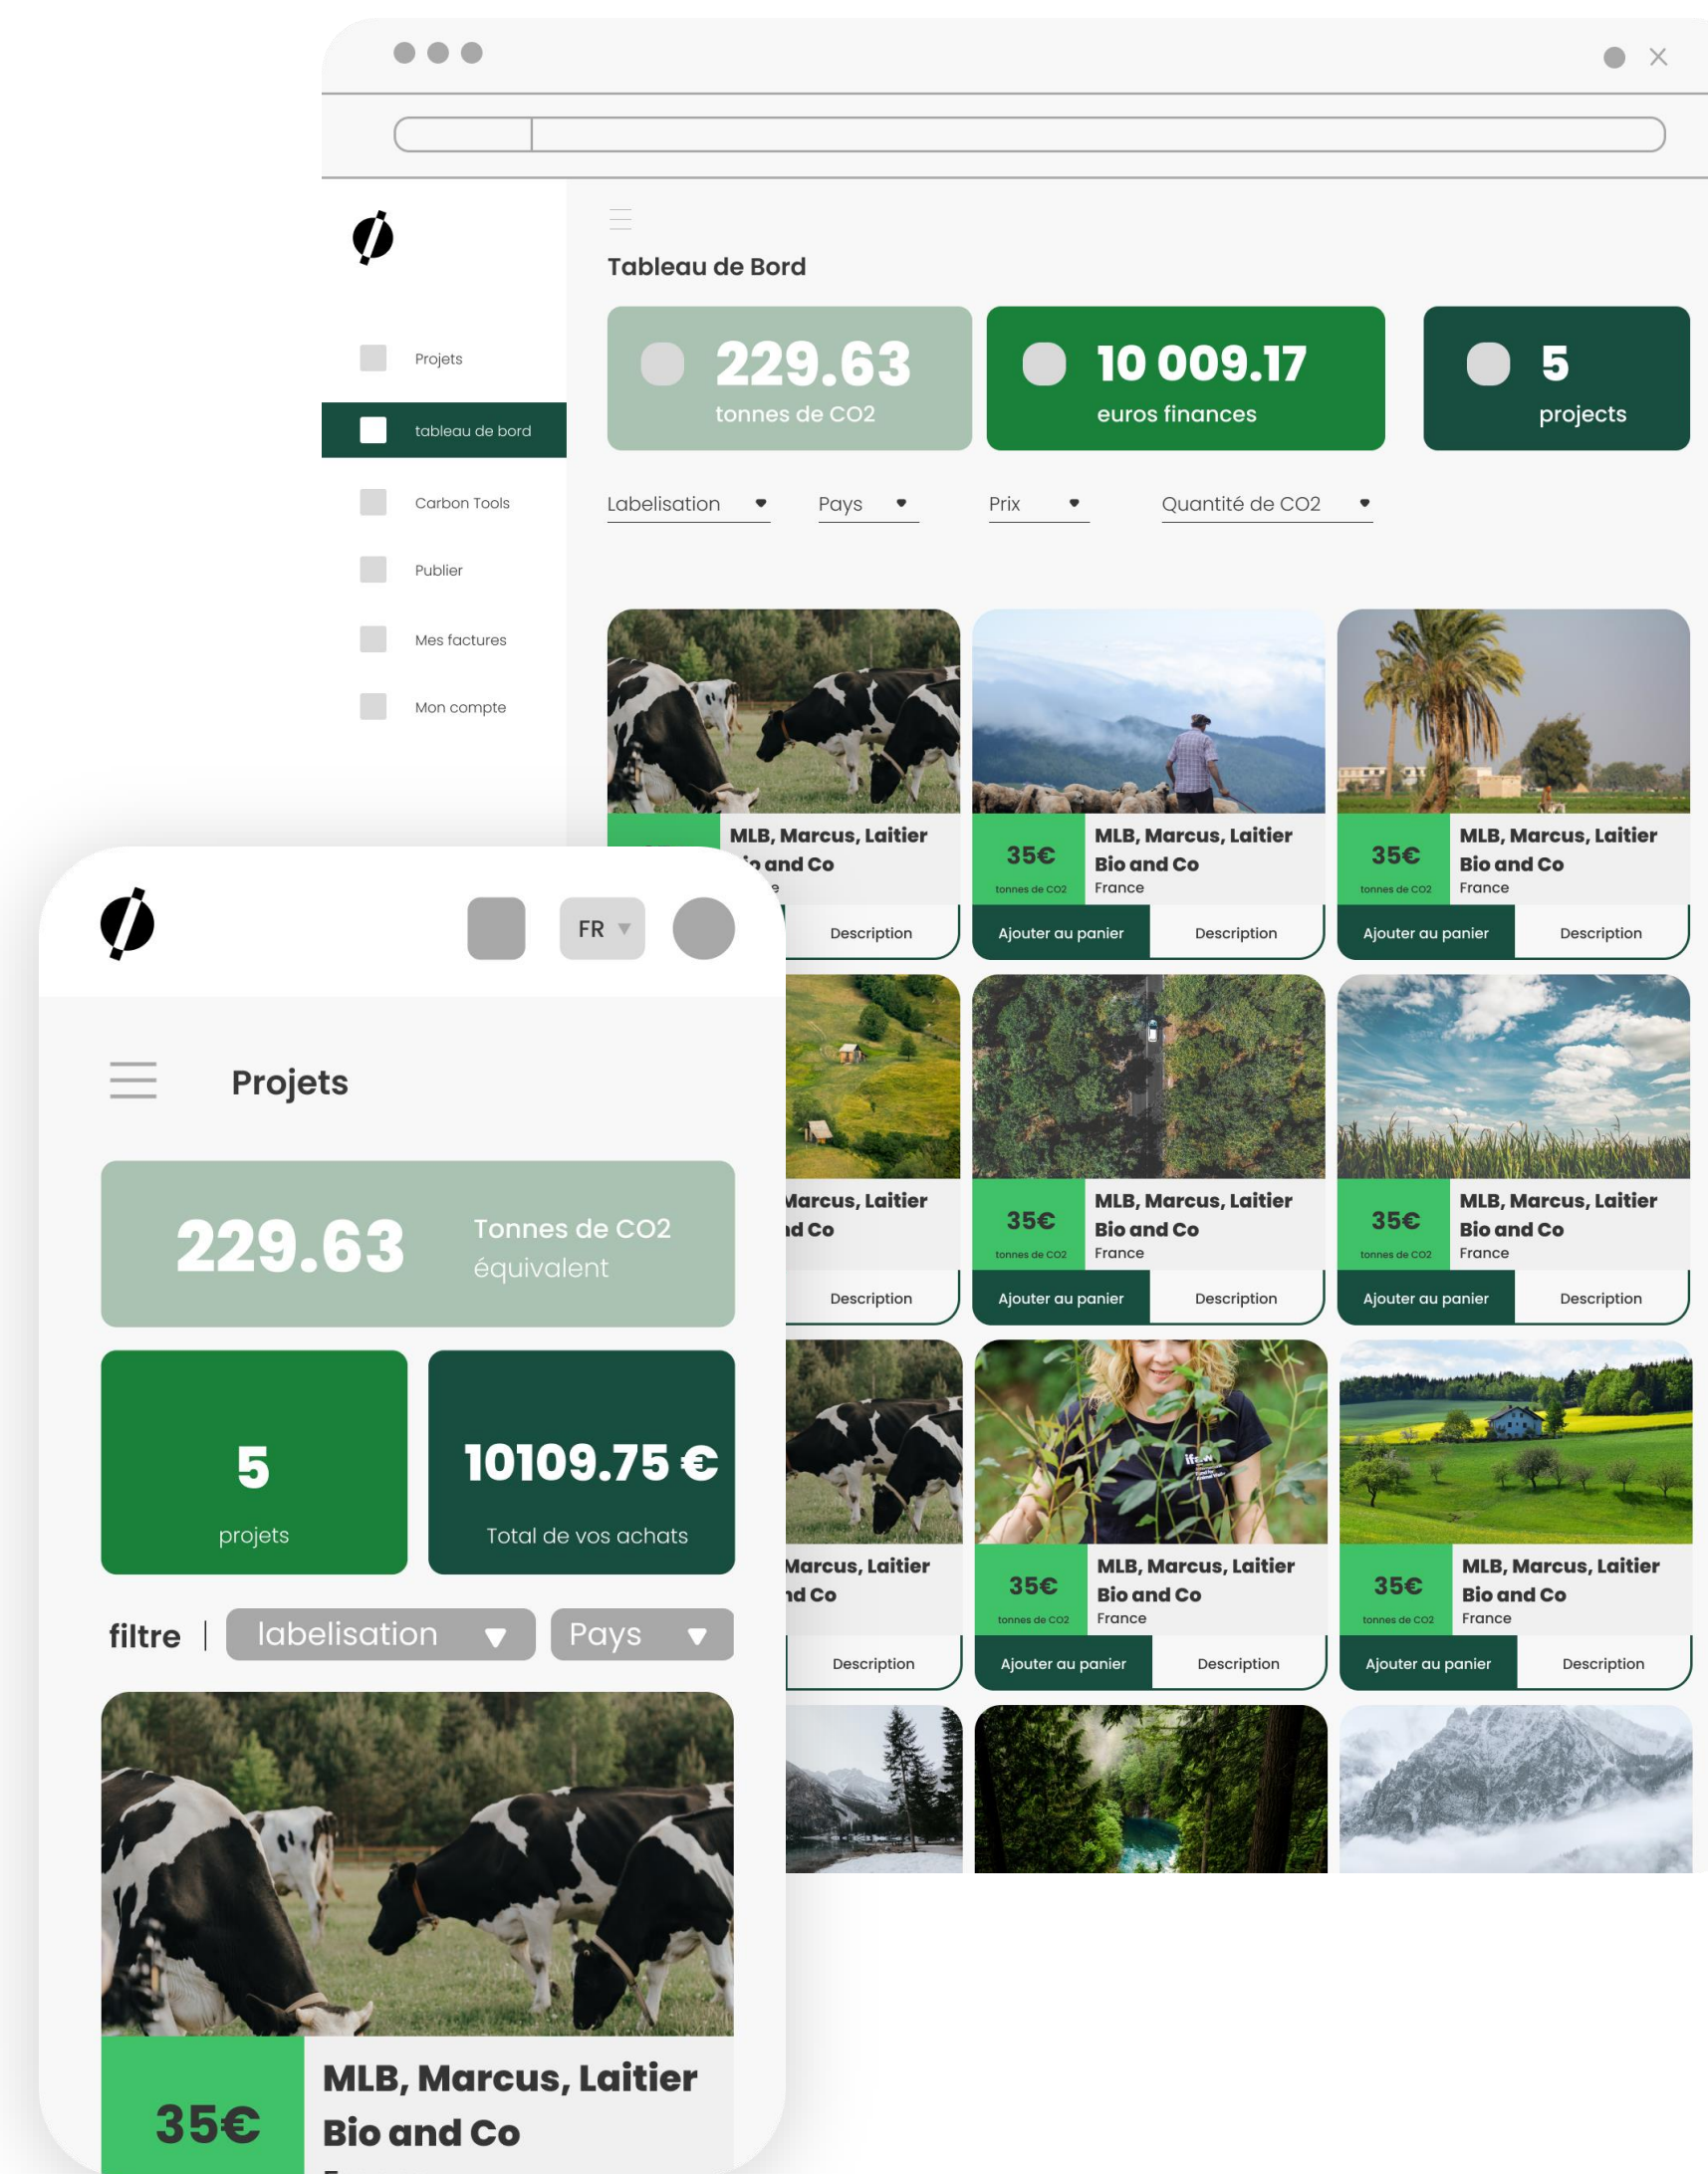 Tableau de Bord
Projets
tableau de bord
Carbon Tools
Publier
Mes factures
Mon compte
229.63
tonnes de CO2
10 009.17
euros finances
5
projects
Labelisation
Pays
Prix
Quantité de CO2
MLB, Marcus, Laitier
and Co
Description
35€
tonnes de CO2
MLB, Marcus, Laitier
Bio and Co
France
Ajouter au panier
Description
35€
tonnes de CO2
MLB, Marcus, Laitier
Bio and Co
France
Ajouter au panier
Description
Marcus, Laitier
Co
Description
35€
tonnes de CO2
MLB, Marcus, Laitier
Bio and Co
France
Ajouter au panier
Description
35€
tonnes de CO2
MLB, Marcus, Laitier
Bio and Co
France
Ajouter au panier
Description
Marcus, Laitier
Co
Description
35€
tonnes de CO2
MLB, Marcus, Laitier
Bio and Co
France
Ajouter au panier
Description
35€
tonnes de CO2
MLB, Marcus, Laitier
Bio and Co
France
Ajouter au panier
Description
FR
Projets
229.63
Tonnes de CO2
équivalent
5
projets
10109.75 €
Total de vos achats
filtre
labelisation
Pays
35€
MLB, Marcus, Laitier
Bio and Co